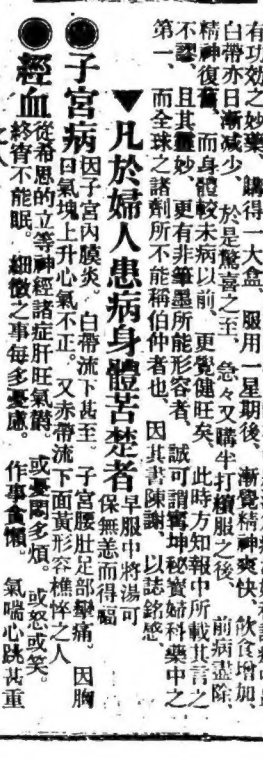 有功效之妙藥、購得一大盒、服用一星期後、漸覺精神爽快、飲食增加、
白帶亦日漸減少、於是驚喜之至、急々又購半打續服之後、前病盡除、
精神復舊、而身體較未病以前、更覺健旺矣、此時方知報中所載其言之
不謬、且其靈妙、更有非筆墨所能形容者、誠可謂寰坤秘寶婦科藥中之
第一、而全球之諸劑所不能稱伯仲者也、因其書陳謝、以誌銘感、
▼凡於婦人患病身體苦楚者
早服中將湯可
保無恙而得福
●子宮病
因子宮內膜炎、白帶流下甚至、子宮腰肚足部攣痛、因胸
口氣塊上升心氣不正、又赤帶流下面黃形容樵悴之人
◉經血
從希思的立等神經諸症肝旺氣鬱、或憂悶多煩、或怒或笑、
終宵不能眠、細微之事每多憂慮、作事貪懶、氣喘心跳甚重
之人